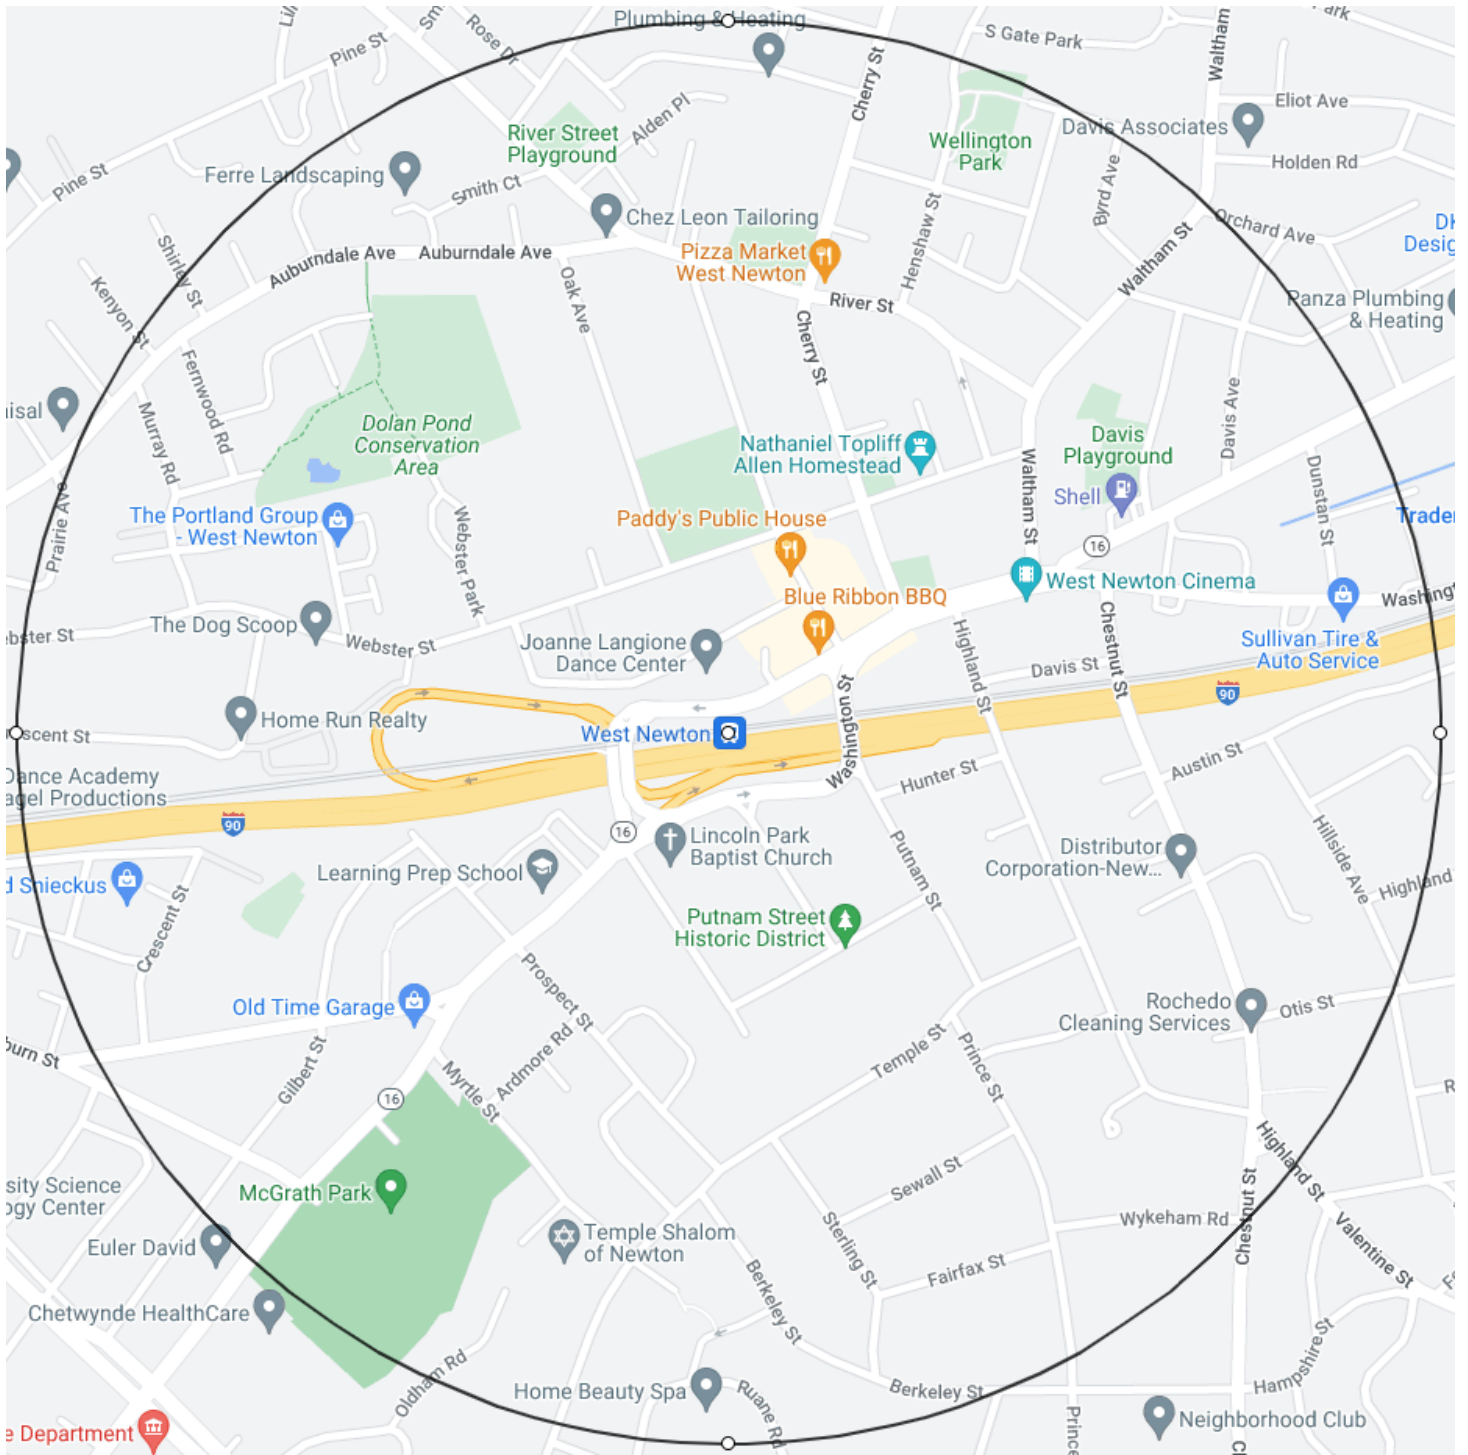 Plumbing & Heating
Rose Dr
Pine St
Cherry St
S Gate Park
Waltham
Park
Eliot Ave
Davis Associates
Holden Rd
River Street
Playground
Alden Pl
Wellington
Park
Ferre Landscaping
Smith Ct
Pine St
Byrd Ave
Chez Leon Tailoring
Henshaw St
Orchard Ave
Shirley St
Auburndale Ave
Auburndale Ave
Pizza Market
West Newton
Waltham St
Kenyon St
Oak Ave
River St
Panza Plumbing
& Heating
Cherry St
Fernwood Rd
Murray Rd
Dolan Pond
Conservation
Area
Nathaniel Topliff
Allen Homestead
Davis
Playground
Davis Ave
Waltham St
Shell
Dunstan St
Prairie Ave
The Portland Group
- West Newton
Paddy's Public House
Webster Park
16
West Newton Cinema
Blue Ribbon BBQ
Chestnut St
The Dog Scoop
Webster St
Joanne Langione
Dance Center
Highland St
Sullivan Tire &
Auto Service
Davis St
90
Washington St
Home Run Realty
West Newton
Hunter St
Austin St
Dance Academy
90
16
Lincoln Park
Baptist Church
Learning Prep School
Putnam St
Distributor
Corporation-New...
Hillside Ave
Highland
Crescent St
Putnam Street
Historic District
Prospect St
Old Time Garage
Rochedo
Cleaning Services
Otis St
Gilbert St
Ardmore Rd
Myrtle St
Temple St
Prince St
16
McGrath Park
Sewall St
Highland St
Chestnut St
Wykeham Rd
Euler David
Temple Shalom
of Newton
Sterling St
Valentine St
Fairfax St
Berkeley St
Chetwynde HealthCare
Hampshire St
Oldham Rd
Home Beauty Spa
Ruane Rd
Berkeley St
Neighborhood Club